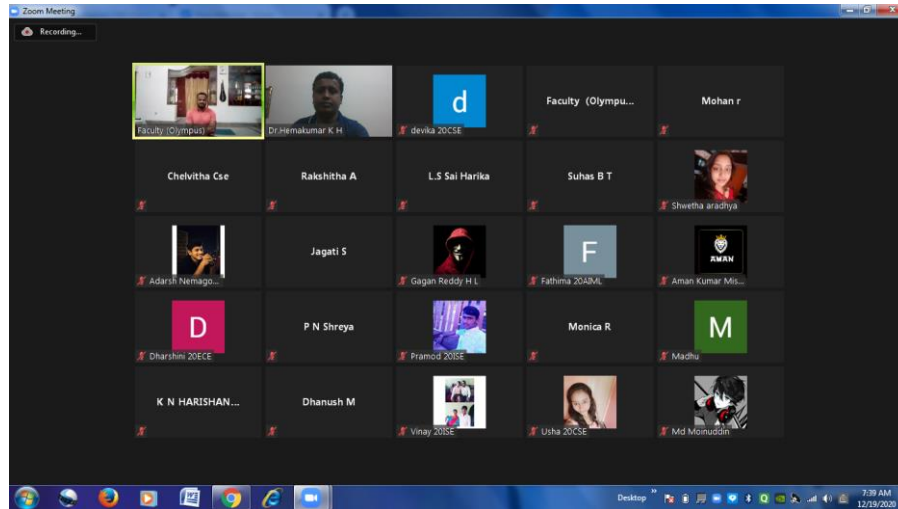 Zoom Meeting
Recording...
Faculty (Olympus)
Dr.Hemakumar K H
d
devika 20CSE
Faculty (Olympu...
Mohan r
Chelvitha Cse
Rakshitha A
L.S Sai Harika
Suhas B T
Shwetha aradhya
Adarsh Nemago...
Jagati S
Gagan Reddy H L
F
Fathima 20AIML
AMAN
Aman Kumar Mis...
D
Dharshini 20ECE
P N Shreya
Pramod 20ISE
Monica R
M
Madhu
K N HARISHAN...
Dhanush M
Vinay 20ISE
Usha 20CSE
Md Moinuddin
Desktop
7:39 AM
12/19/2020